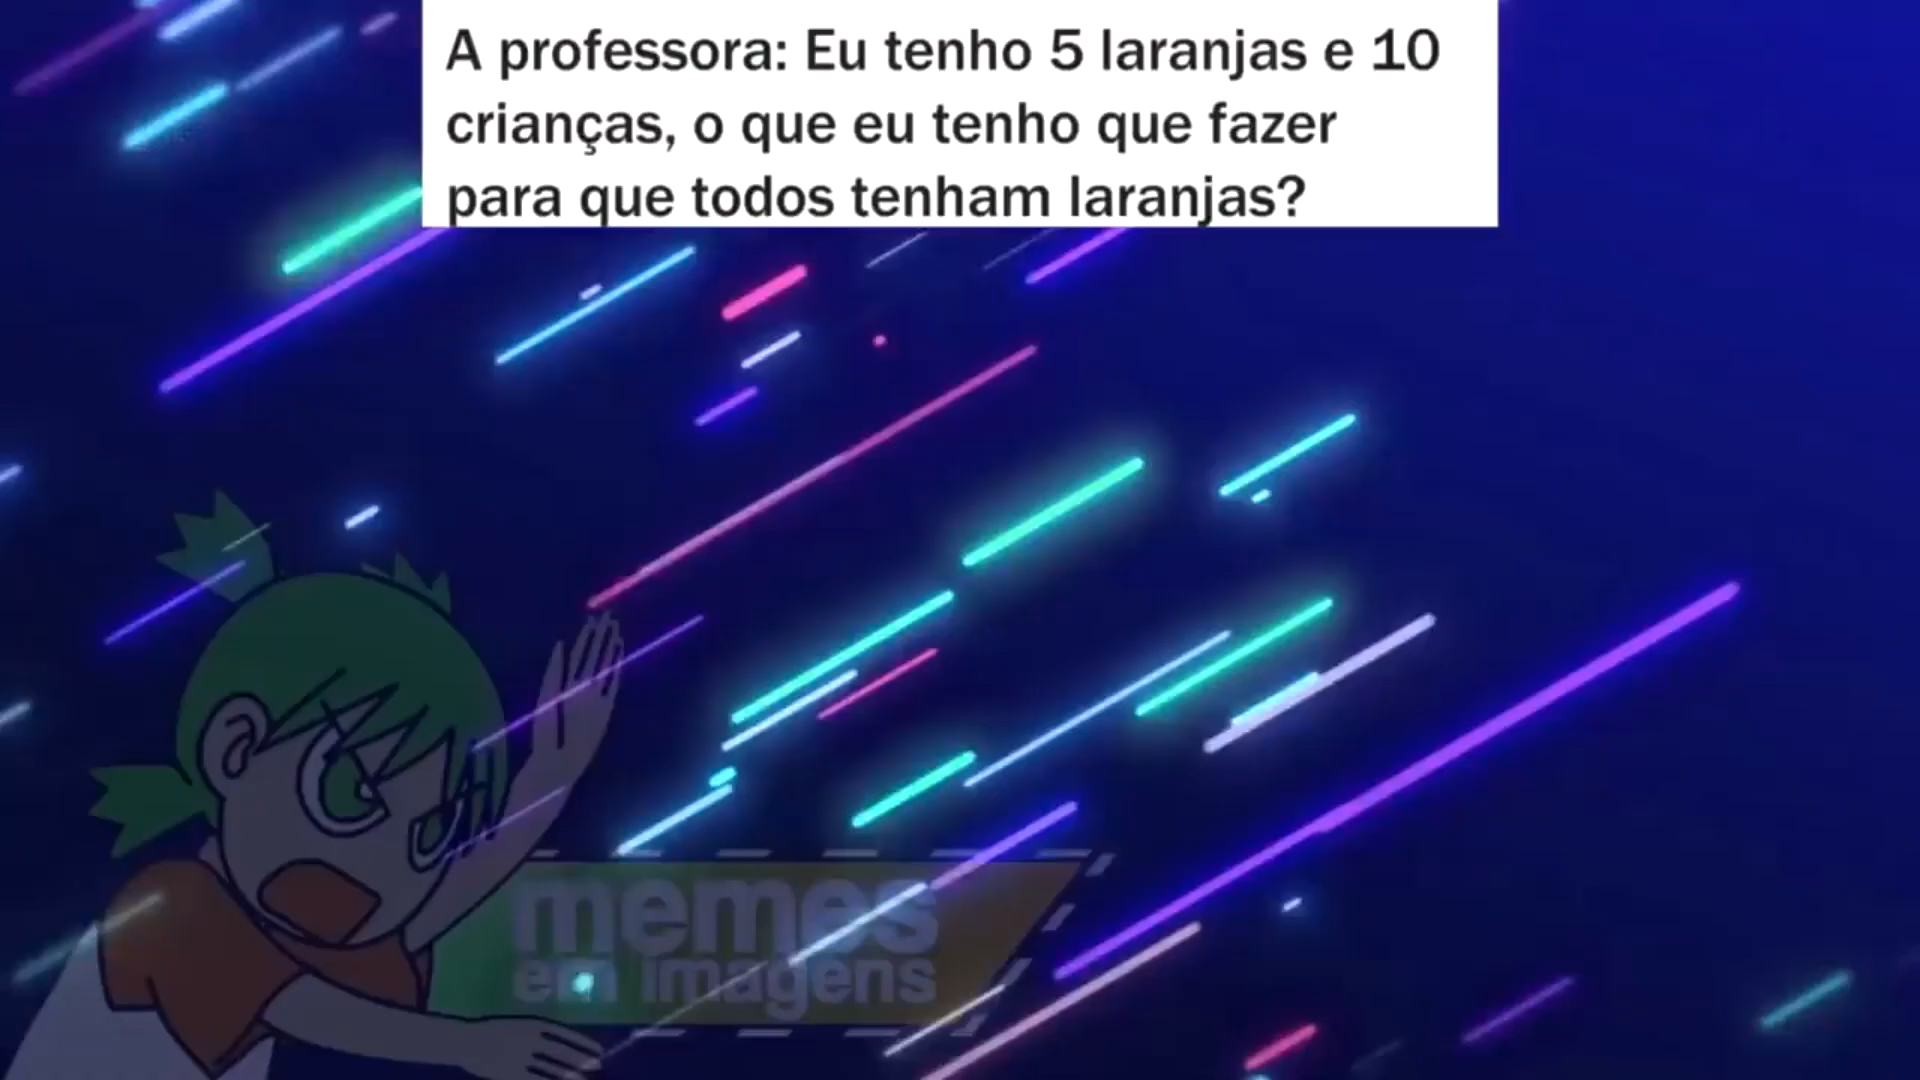 A professora: Eu tenho 5 laranjas e 10
crianças, o que eu tenho que fazer
para que todos tenham laranjas?
memes
em imagens